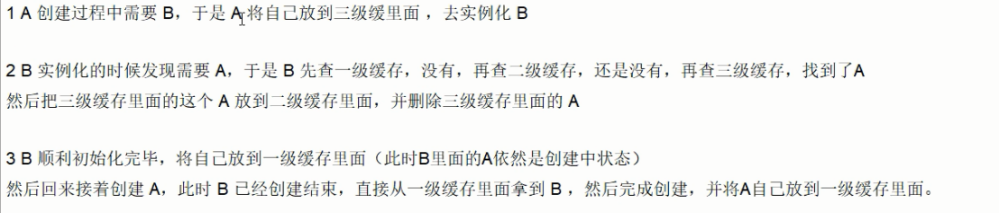 1 A 创建过程中需要 B，于是 A 将自己放到三级缓里面 ，去实例化 B
2 B 实例化的时候发现需要 A，于是 B 先查一级缓存，没有，再查二级缓存，还是没有，再查三级缓存，找到了A
然后把三级缓存里面的这个 A 放到二级缓存里面，并删除三级缓存里面的 A
3 B 顺利初始化完毕，将自己放到一级缓存里面（此时B里面的A依然是创建中状态）
然后回来接着创建 A，此时 B 已经创建结束，直接从一级缓存里面拿到 B ，然后完成创建，并将A自己放到一级缓存里面。